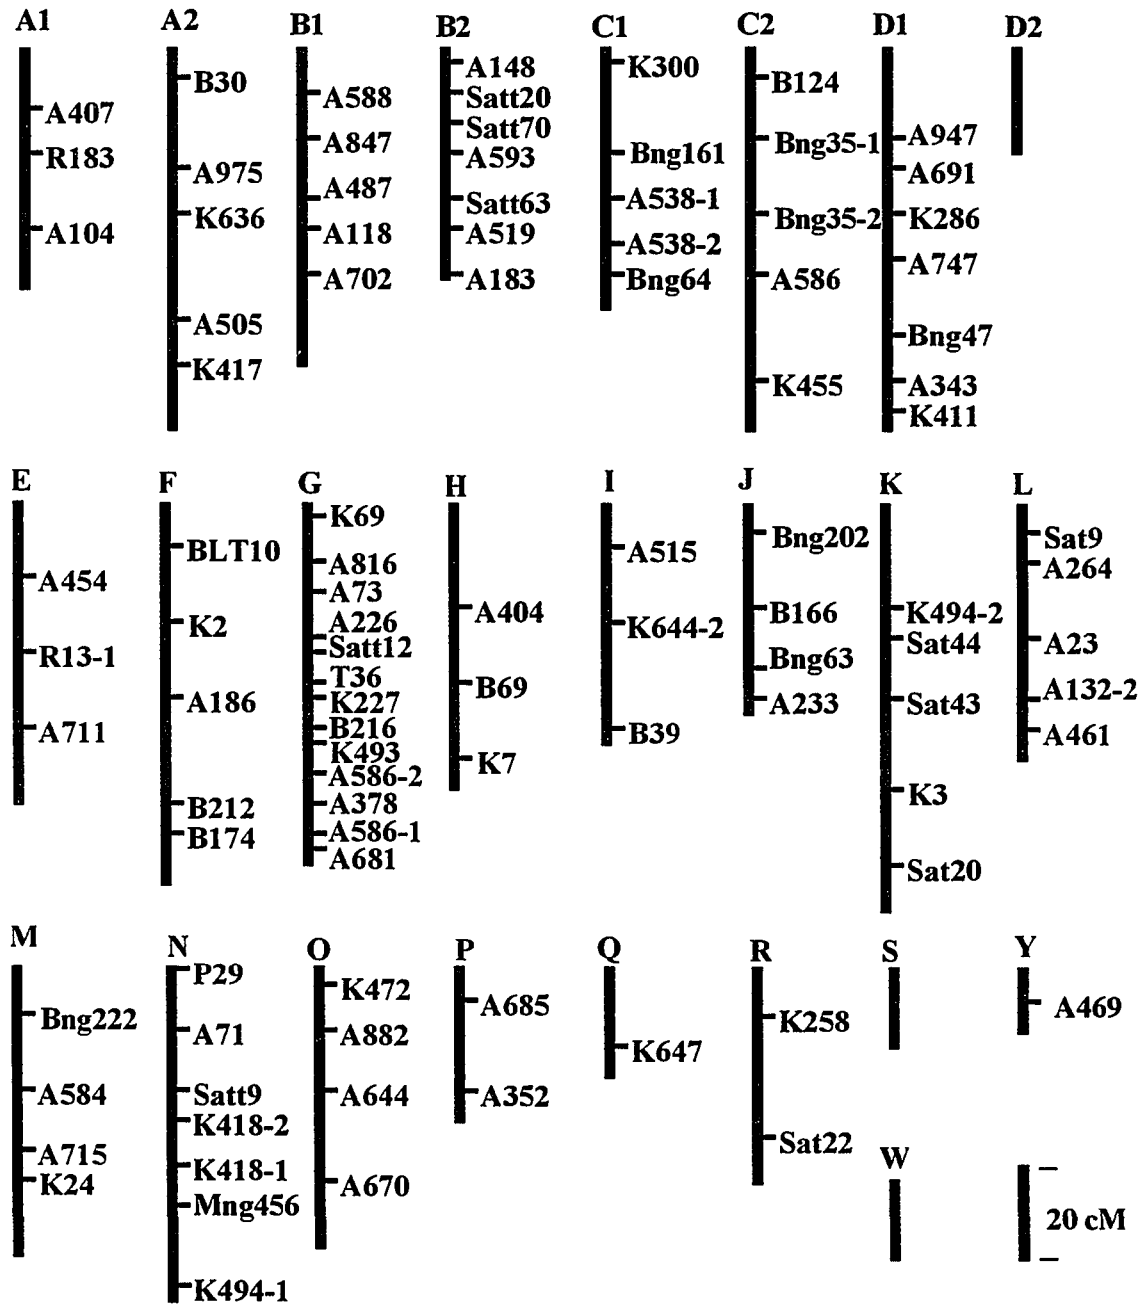 A1
A407
R183
A104
A2
B30
A975
K636
A505
K417
B1
A588
A847
A487
A118
A702
B2
A148
Satt20
Satt70
A593
Satt63
A519
A183
C1
K300
Bng161
A538-1
A538-2
Bng64
C2
B124
Bng35-1
Bng35-2
A586
K455
D1
A947
A691
K286
A747
Bng47
A343
K411
D2
E
A454
R13-1
A711
F
BLT10
K2
A186
B212
B174
G
K69
A816
A73
A226
Satt12
T36
K227
B216
K493
A586-2
A378
A586-1
A681
H
A404
B69
K7
I
A515
K644-2
B39
J
Bng202
B166
Bng63
A233
K
K494-2
Sat44
Sat43
K3
Sat20
L
Sat9
A264
A23
A132-2
A461
M
Bng222
A584
A715
K24
N
P29
A71
Satt9
K418-2
K418-1
Mng456
K494-1
O
K472
A882
A644
A670
P
A685
A352
Q
K647
R
K258
Sat22
S
W
Y
A469
20 cM